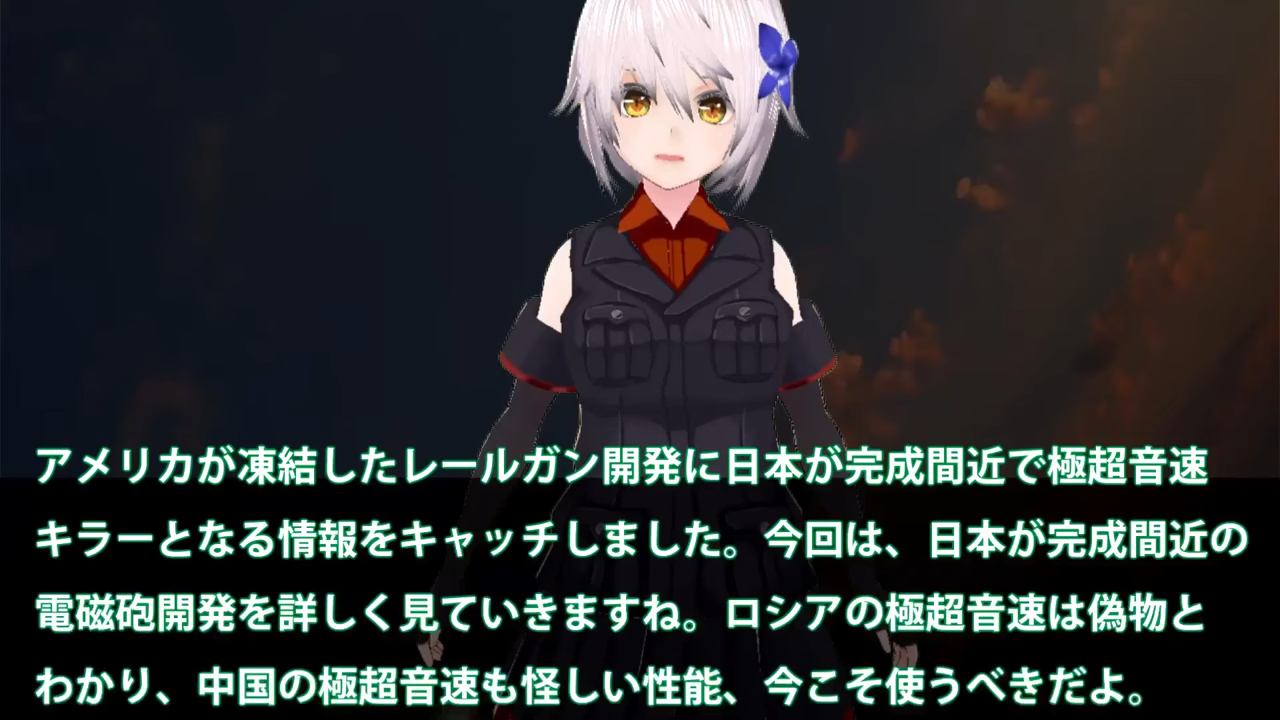 アメリカが凍結したレールガン開発に日本が完成間近で極超音速
キラーとなる情報をキャッチしました。今回は、日本が完成間近の
電磁砲開発を詳しく見ていきますね。ロシアの極超音速は偽物と
わかり、中国の極超音速も怪しい性能、今こそ使うべきだよ。